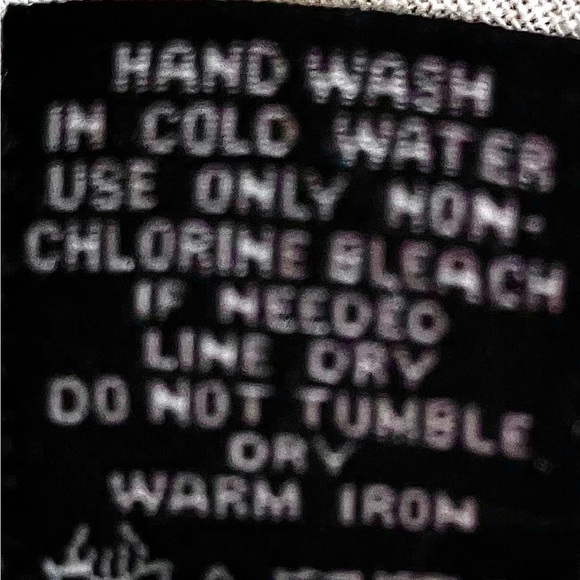 HAND WASH
IN COLD WATER
USE ONLY NON-
CHLORINE BLEACH
IF NEEDED
LINE DRY
DO NOT TUMBLE
DRY
WARM IRON